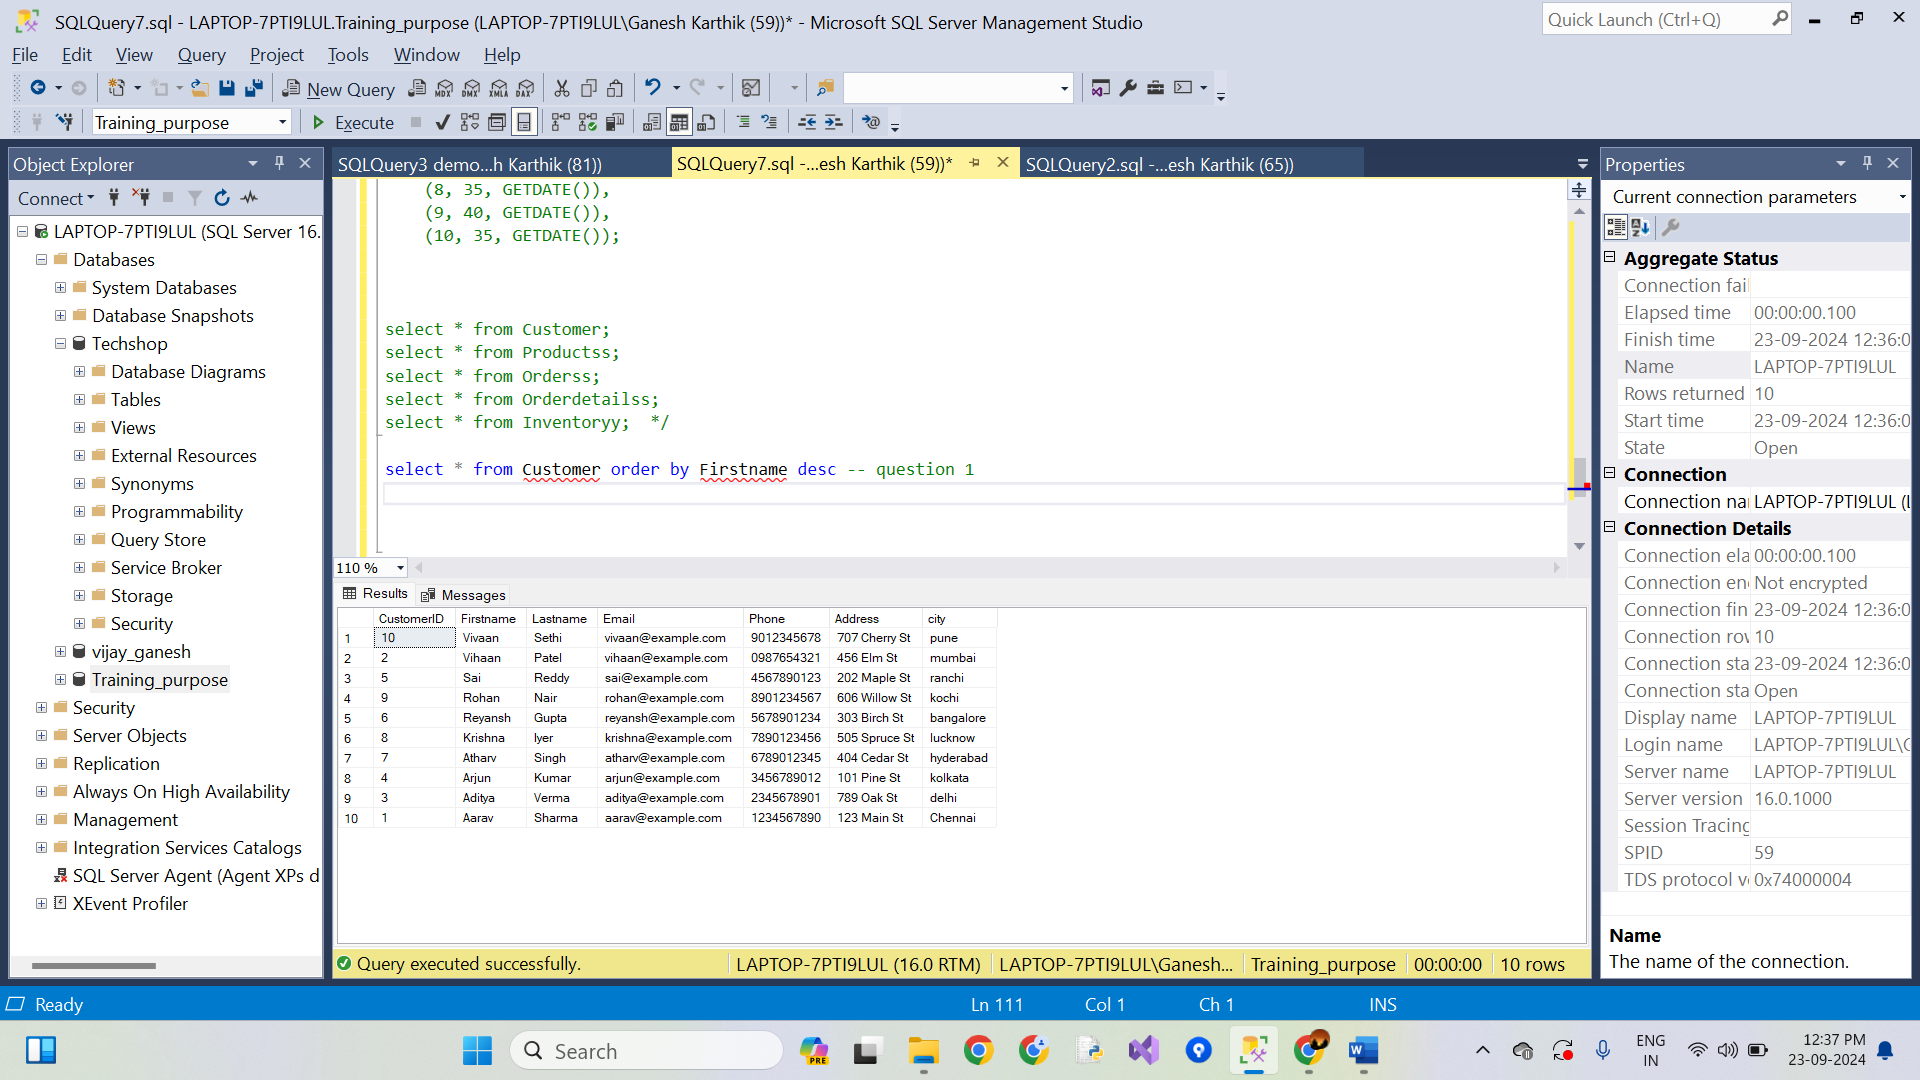 SQLQuery7.sql - LAPTOP-7PTI9LUL.Training_purpose (LAPTOP-7PTI9LUL\Ganesh Karthik (59))* - Microsoft SQL Server Management Studio
Quick Launch (Ctrl+Q)
File Edit View Query Project Tools Window Help
New Query MDX DMX XMLA DAX
Training_purpose Execute
Object Explorer
Connect
LAPTOP-7PTI9LUL (SQL Server 16.
Databases
System Databases
Database Snapshots
Techshop
Database Diagrams
Tables
Views
External Resources
Synonyms
Programmability
Query Store
Service Broker
Storage
Security
vijay_ganesh
Training_purpose
Security
Server Objects
Replication
Always On High Availability
Management
Integration Services Catalogs
SQL Server Agent (Agent XPs d
XEvent Profiler
SQLQuery3 demo...h Karthik (81)) SQLQuery7.sql -...esh Karthik (59))* SQLQuery2.sql -...esh Karthik (65))
(8, 35, GETDATE()),
(9, 40, GETDATE()),
(10, 35, GETDATE());
select * from Customer;
select * from Productss;
select * from Orderss;
select * from Orderdetailss;
select * from Inventoryy; */
select * from Customer order by Firstname desc -- question 1
110 %
Results Messages
CustomerID Firstname Lastname Email Phone Address city
1 10 Vivaan Sethi vivaan@example.com 9012345678 707 Cherry St pune
2 2 Vihaan Patel vihaan@example.com 0987654321 456 Elm St mumbai
3 5 Sai Reddy sai@example.com 4567890123 202 Maple St ranchi
4 9 Rohan Nair rohan@example.com 8901234567 606 Willow St kochi
5 6 Reyansh Gupta reyansh@example.com 5678901234 303 Birch St bangalore
6 8 Krishna Iyer krishna@example.com 7890123456 505 Spruce St lucknow
7 7 Atharv Singh atharv@example.com 6789012345 404 Cedar St hyderabad
8 4 Arjun Kumar arjun@example.com 3456789012 101 Pine St kolkata
9 3 Aditya Verma aditya@example.com 2345678901 789 Oak St delhi
10 1 Aarav Sharma aarav@example.com 1234567890 123 Main St Chennai
Query executed successfully. LAPTOP-7PTI9LUL (16.0 RTM) LAPTOP-7PTI9LUL\Ganesh... Training_purpose 00:00:00 10 rows
Properties
Current connection parameters
Aggregate Status
Connection fail
Elapsed time 00:00:00.100
Finish time 23-09-2024 12:36:0
Name LAPTOP-7PTI9LUL
Rows returned 10
Start time 23-09-2024 12:36:0
State Open
Connection
Connection nai LAPTOP-7PTI9LUL (L
Connection Details
Connection ela 00:00:00.100
Connection en Not encrypted
Connection fin 23-09-2024 12:36:0
Connection rov 10
Connection sta 23-09-2024 12:36:0
Connection sta Open
Display name LAPTOP-7PTI9LUL
Login name LAPTOP-7PTI9LUL\G
Server name LAPTOP-7PTI9LUL
Server version 16.0.1000
Session Tracing
SPID 59
TDS protocol ve 0x74000004
Name
The name of the connection.
Ready Ln 111 Col 1 Ch 1 INS
Search
PRE
ENG
IN
12:37 PM
23-09-2024